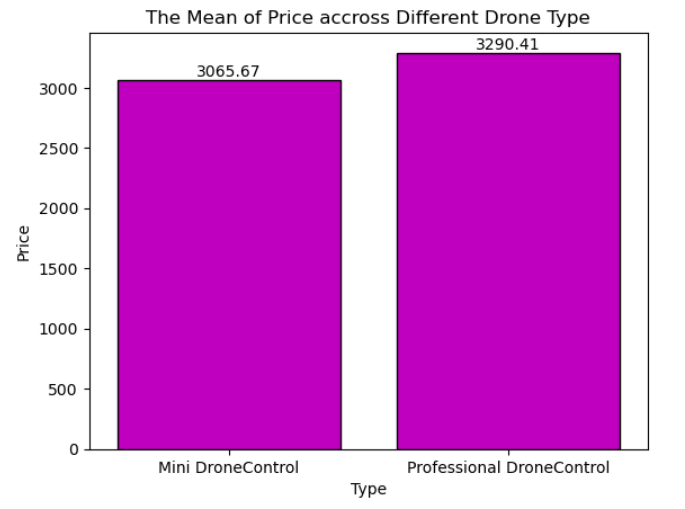 The Mean of Price accross Different Drone Type
3290.41
3065.67
3000
2500
2000
1500
1000
500
0
Price
Mini DroneControl
Professional DroneControl
Type